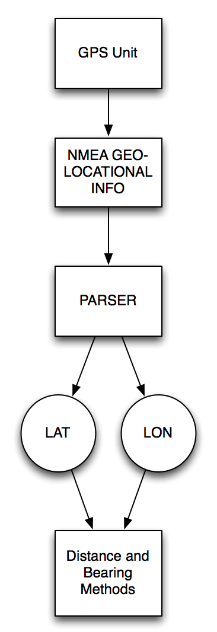 GPS Unit
NMEA GEO-
LOCATIONAL
INFO
PARSER
LAT
LON
Distance and
Bearing
Methods